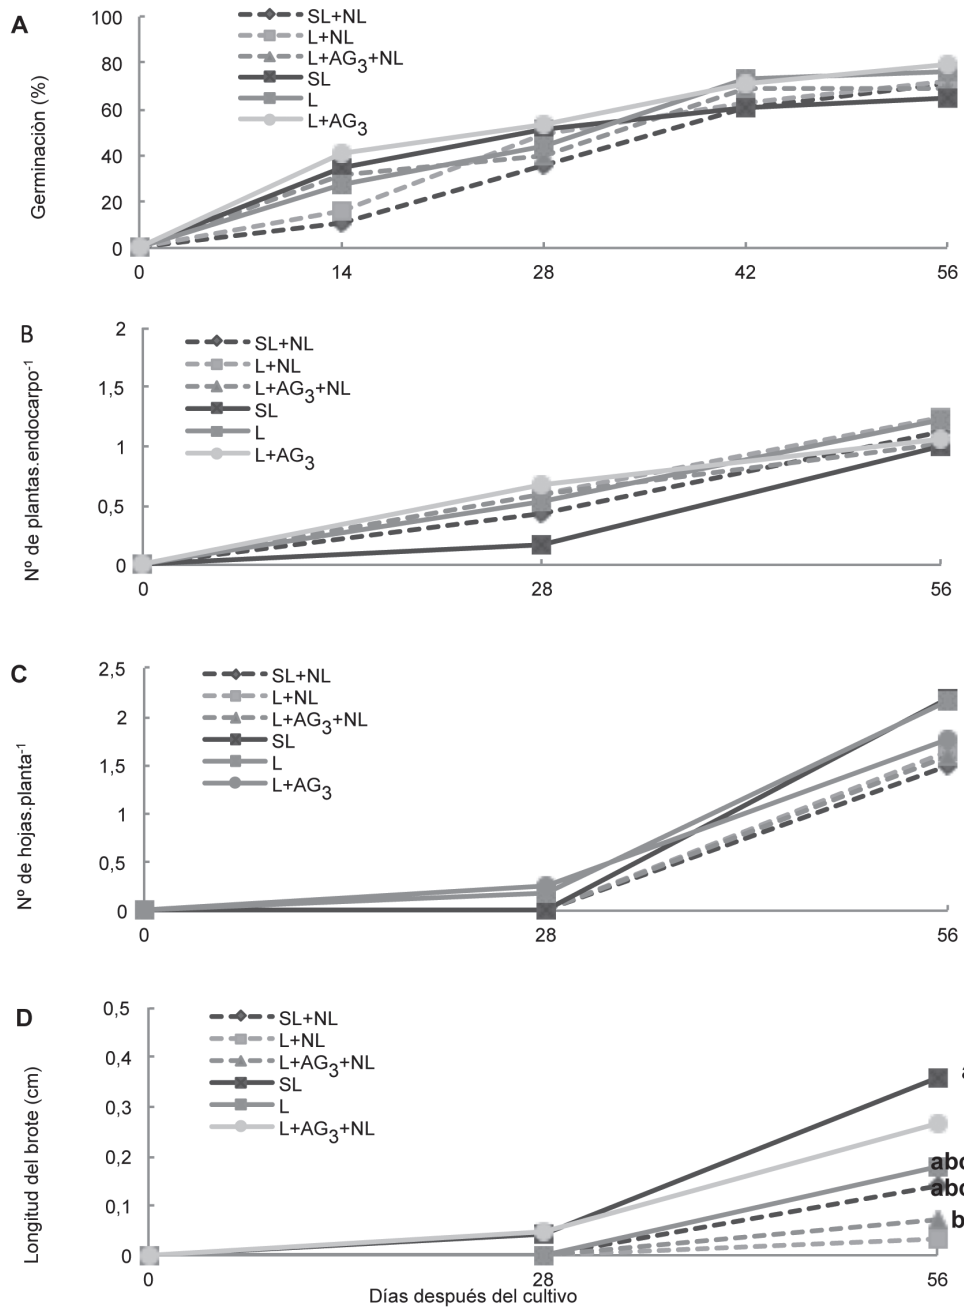 A
Germinaciòn (%)
100
80
60
40
20
0
SL+NL
L+NL
L+AG3+NL
SL
L
L+AG3
0 14 28 42 56
B
Nº de plantas.endocarpo-1
2
1,5
1
0,5
0
SL+NL
L+NL
L+AG3+NL
SL
L
L+AG3
0 28 56
C
Nº de hojas.planta-1
2,5
2
1,5
1
0,5
0
SL+NL
L+NL
L+AG3+NL
SL
L
L+AG3
0 28 56
D
Longitud del brote (cm)
0,5
0,4
0,3
0,2
0,1
0
SL+NL
L+NL
L+AG3+NL
SL
L
L+AG3+NL
a
abc
abc
b
0 28 56
Días después del cultivo